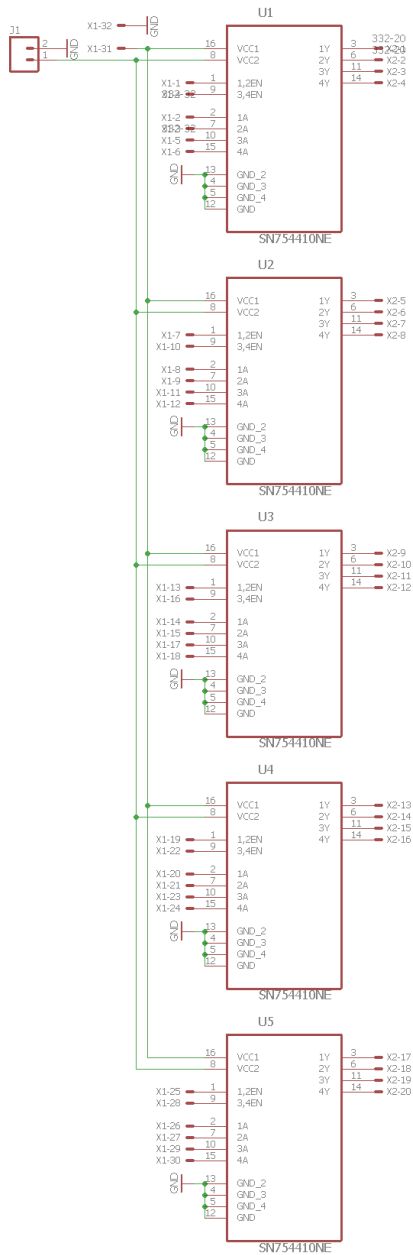 U1
J1
X1-32
GND
332-20
2
GND
X1-31
16
VCC1
1Y
3
X2-1
1
8
VCC2
2Y
6
X2-2
3Y
11
X2-3
X1-1
1
1,2EN
4Y
14
X2-4
9
3,4EN
X1-2
2
1A
7
2A
X1-5
10
3A
X1-6
15
4A
GND
13
GND_2
4
GND_3
5
GND_4
12
GND
SN754410NE
U2
16
VCC1
1Y
3
X2-5
8
VCC2
2Y
6
X2-6
3Y
11
X2-7
X1-7
1
1,2EN
4Y
14
X2-8
X1-10
9
3,4EN
X1-8
2
1A
X1-9
7
2A
X1-11
10
3A
X1-12
15
4A
GND
13
GND_2
4
GND_3
5
GND_4
12
GND
SN754410NE
U3
16
VCC1
1Y
3
X2-9
8
VCC2
2Y
6
X2-10
3Y
11
X2-11
X1-13
1
1,2EN
4Y
14
X2-12
X1-16
9
3,4EN
X1-14
2
1A
X1-15
7
2A
X1-17
10
3A
X1-18
15
4A
GND
13
GND_2
4
GND_3
5
GND_4
12
GND
SN754410NE
U4
16
VCC1
1Y
3
X2-13
8
VCC2
2Y
6
X2-14
3Y
11
X2-15
X1-19
1
1,2EN
4Y
14
X2-16
X1-22
9
3,4EN
X1-20
2
1A
X1-21
7
2A
X1-23
10
3A
X1-24
15
4A
GND
13
GND_2
4
GND_3
5
GND_4
12
GND
SN754410NE
U5
16
VCC1
1Y
3
X2-17
8
VCC2
2Y
6
X2-18
3Y
11
X2-19
X1-25
1
1,2EN
4Y
14
X2-20
X1-28
9
3,4EN
X1-26
2
1A
X1-27
7
2A
X1-29
10
3A
X1-30
15
4A
GND
13
GND_2
4
GND_3
5
GND_4
12
GND
SN754410NE